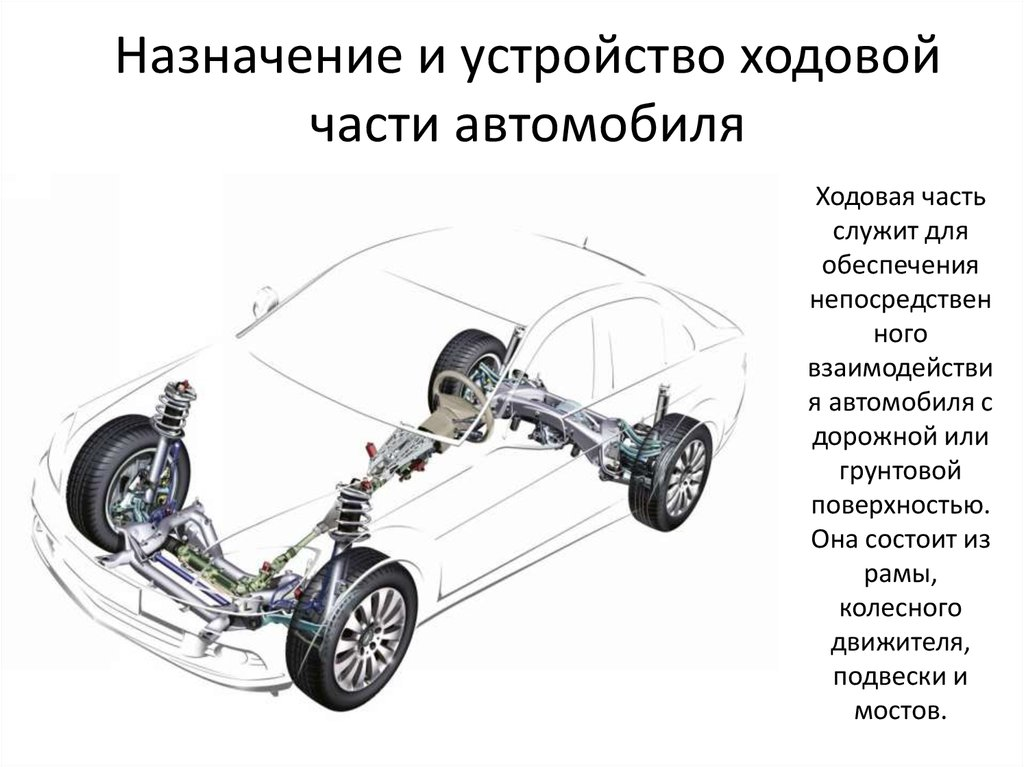 Назначение и устройство ходовой
части автомобиля
Ходовая часть
служит для
обеспечения
непосредствен
ного
взаимодействи
я автомобиля с
дорожной или
грунтовой
поверхностью.
Она состоит из
рамы,
колесного
движителя,
подвески и
мостов.